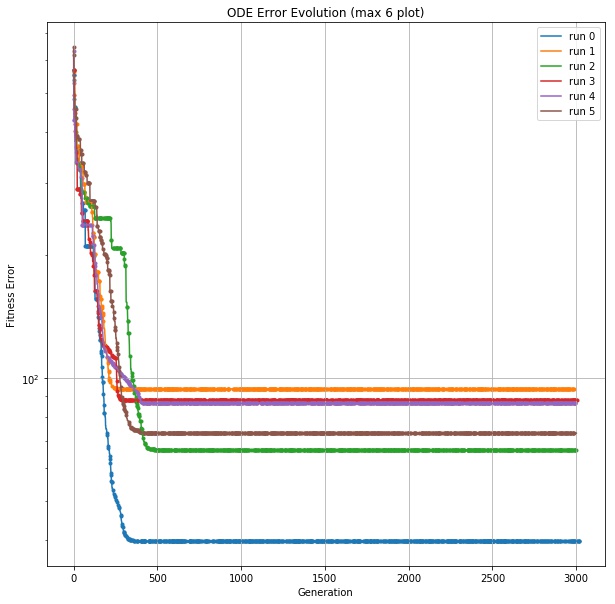 ODE Error Evolution (max 6 plot)
run 0
run 1
run 2
run 3
run 4
run 5
Fitness Error
10²
0
500
1000
1500
2000
2500
3000
Generation